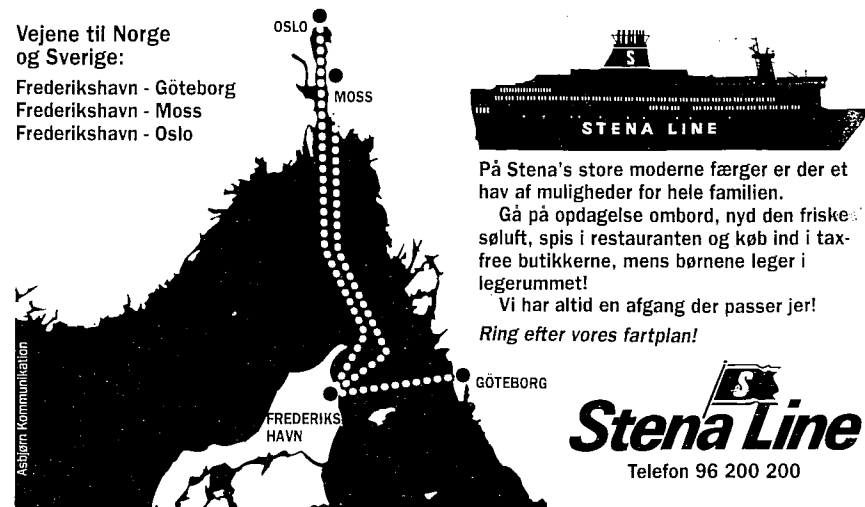 Vejene til Norge
og Sverige:
Frederikshavn - Göteborg
Frederikshavn - Moss
Frederikshavn - Oslo
OSLO
MOSS
GÖTEBORG
FREDERIKS
HAVN
Asbjørn Kommunikation
S
STENA LINE
På Stena's store moderne færger er der et
hav af muligheder for hele familien.
Gå på opdagelse ombord, nyd den friske
søluft, spis i restauranten og køb ind i tax-
free butikkerne, mens børnene leger i
legerummet!
Vi har altid en afgang der passer jer!
Ring efter vores fartplan!
S
Stena Line
Telefon 96 200 200